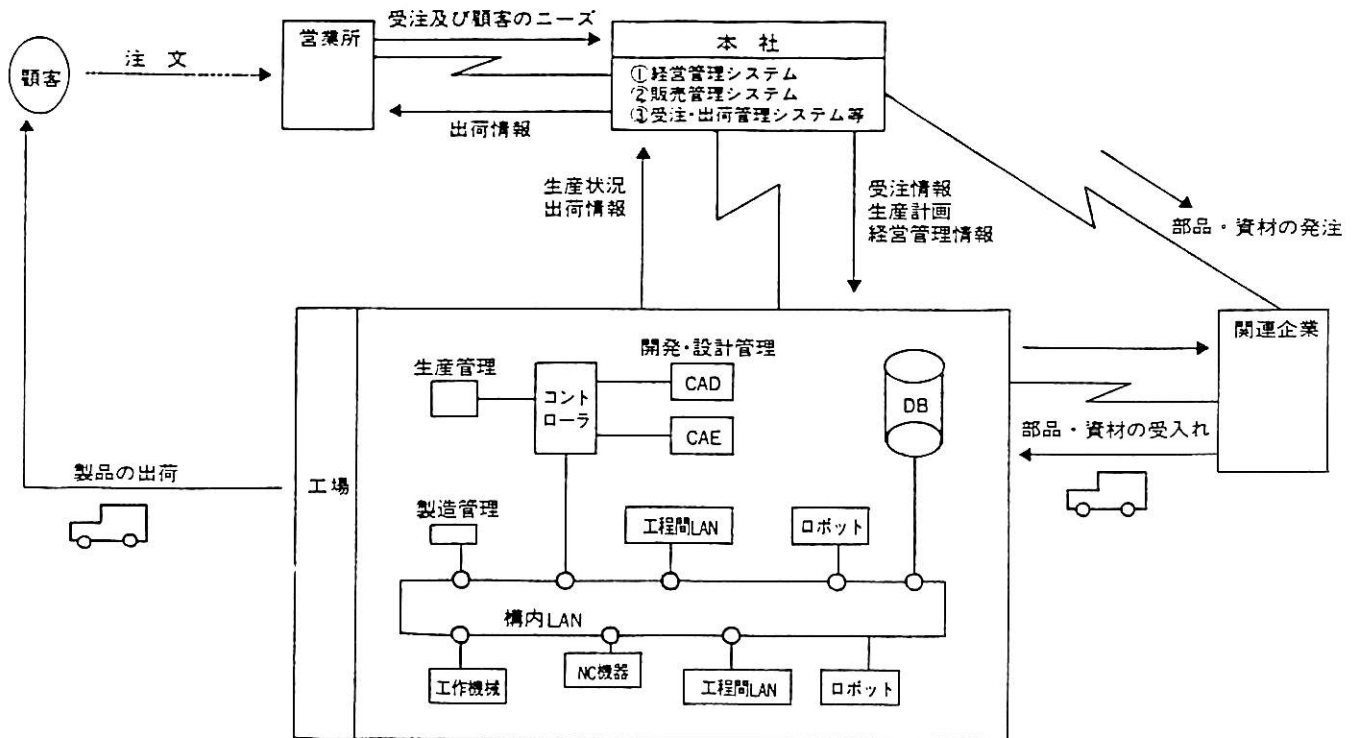 受注及び顧客のニーズ
営業所
本社
顧客
注文
①経営管理システム
②販売管理システム
③受注・出荷管理システム等
出荷情報
生産状況
出荷情報
受注情報
生産計画
経営管理情報
部品・資材の発注
関連企業
開発・設計管理
生産管理
コント
ローラ
CAD
CAE
DB
部品・資材の受入れ
製品の出荷
工場
製造管理
工程間LAN
ロボット
構内LAN
工作機械
NC機器
工程間LAN
ロボット